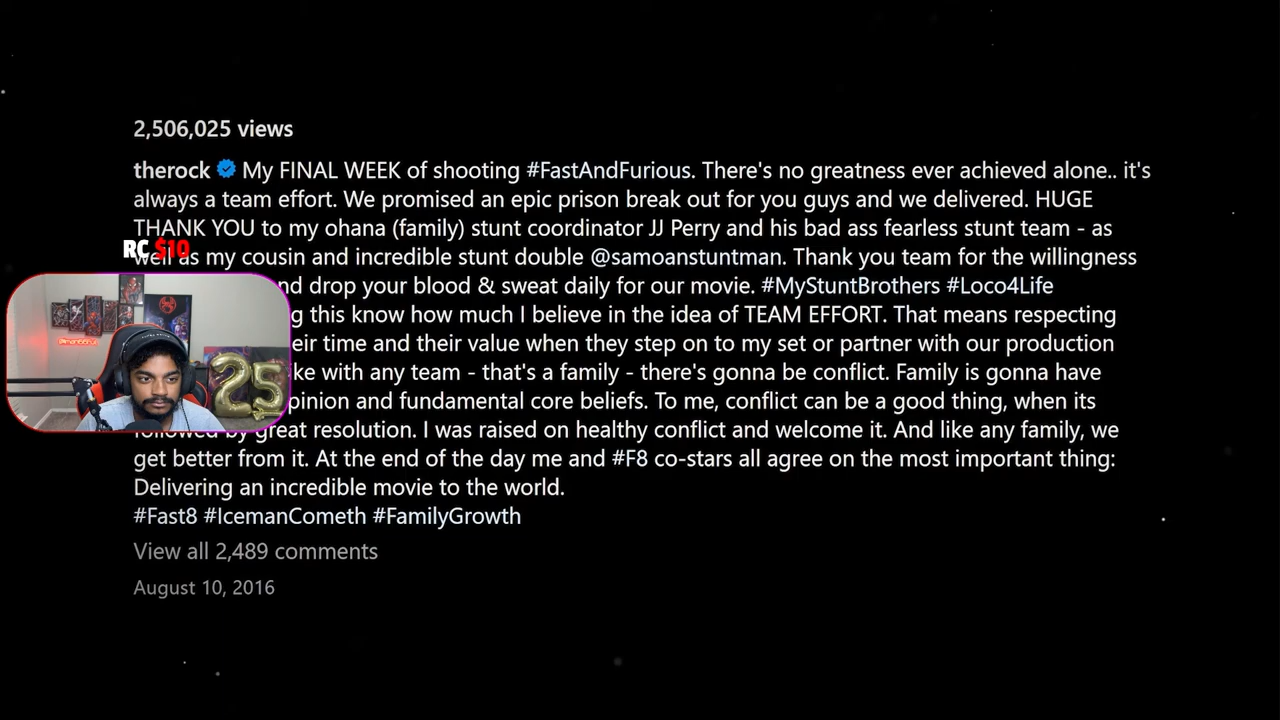 2,506,025 views
therock My FINAL WEEK of shooting #FastAndFurious. There's no greatness ever achieved alone.. it's
always a team effort. We promised an epic prison break out for you guys and we delivered. HUGE
THANK YOU to my ohana (family) stunt coordinator JJ Perry and his bad ass fearless stunt team - as
RC $10
well as my cousin and incredible stunt double @samoanstuntman. Thank you team for the willingness
drop your blood & sweat daily for our movie. #MyStuntBrothers #Loco4Life
this know how much I believe in the idea of TEAM EFFORT. That means respecting
time and their value when they step on to my set or partner with our production
with any team - that's a family - there's gonna be conflict. Family is gonna have
25
and fundamental core beliefs. To me, conflict can be a good thing, when its
followed by great resolution. I was raised on healthy conflict and welcome it. And like any family, we
get better from it. At the end of the day me and #F8 co-stars all agree on the most important thing:
Delivering an incredible movie to the world.
#Fast8 #IcemanCometh #FamilyGrowth
View all 2,489 comments
August 10, 2016